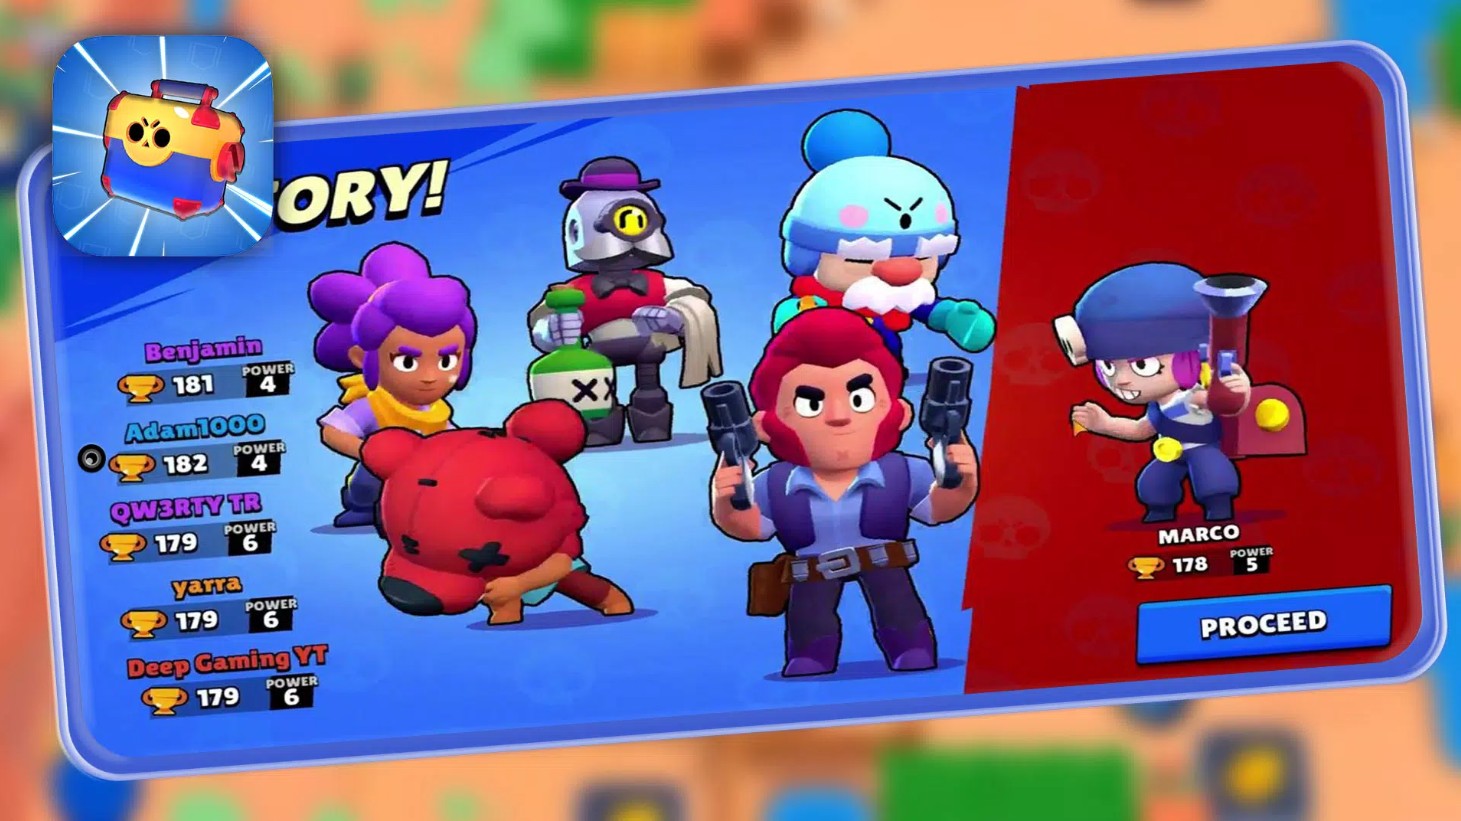 ORY!
Benjamin
181 POWER 4
Adam1000
182 POWER 4
QW3RTY TR
179 POWER 6
yarra
179 POWER 6
Deep Gaming YT
179 POWER 6
XX
MARCO
178 POWER 5
PROCEED